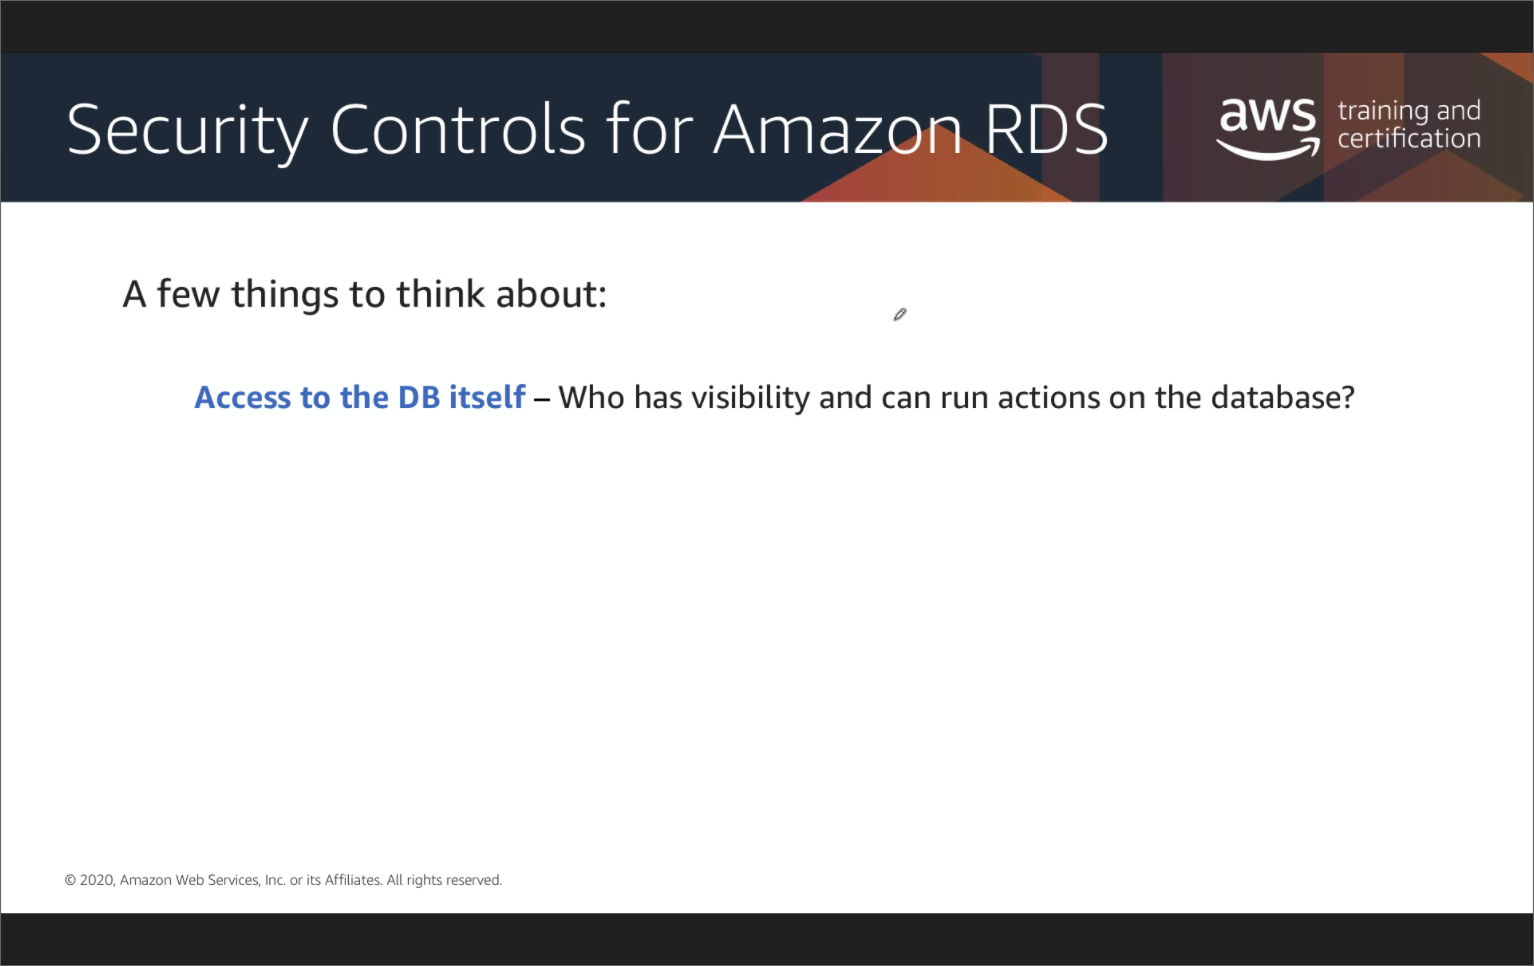 Security Controls for Amazon RDS
aws training and certification
A few things to think about:
Access to the DB itself – Who has visibility and can run actions on the database?
© 2020, Amazon Web Services, Inc. or its Affiliates. All rights reserved.